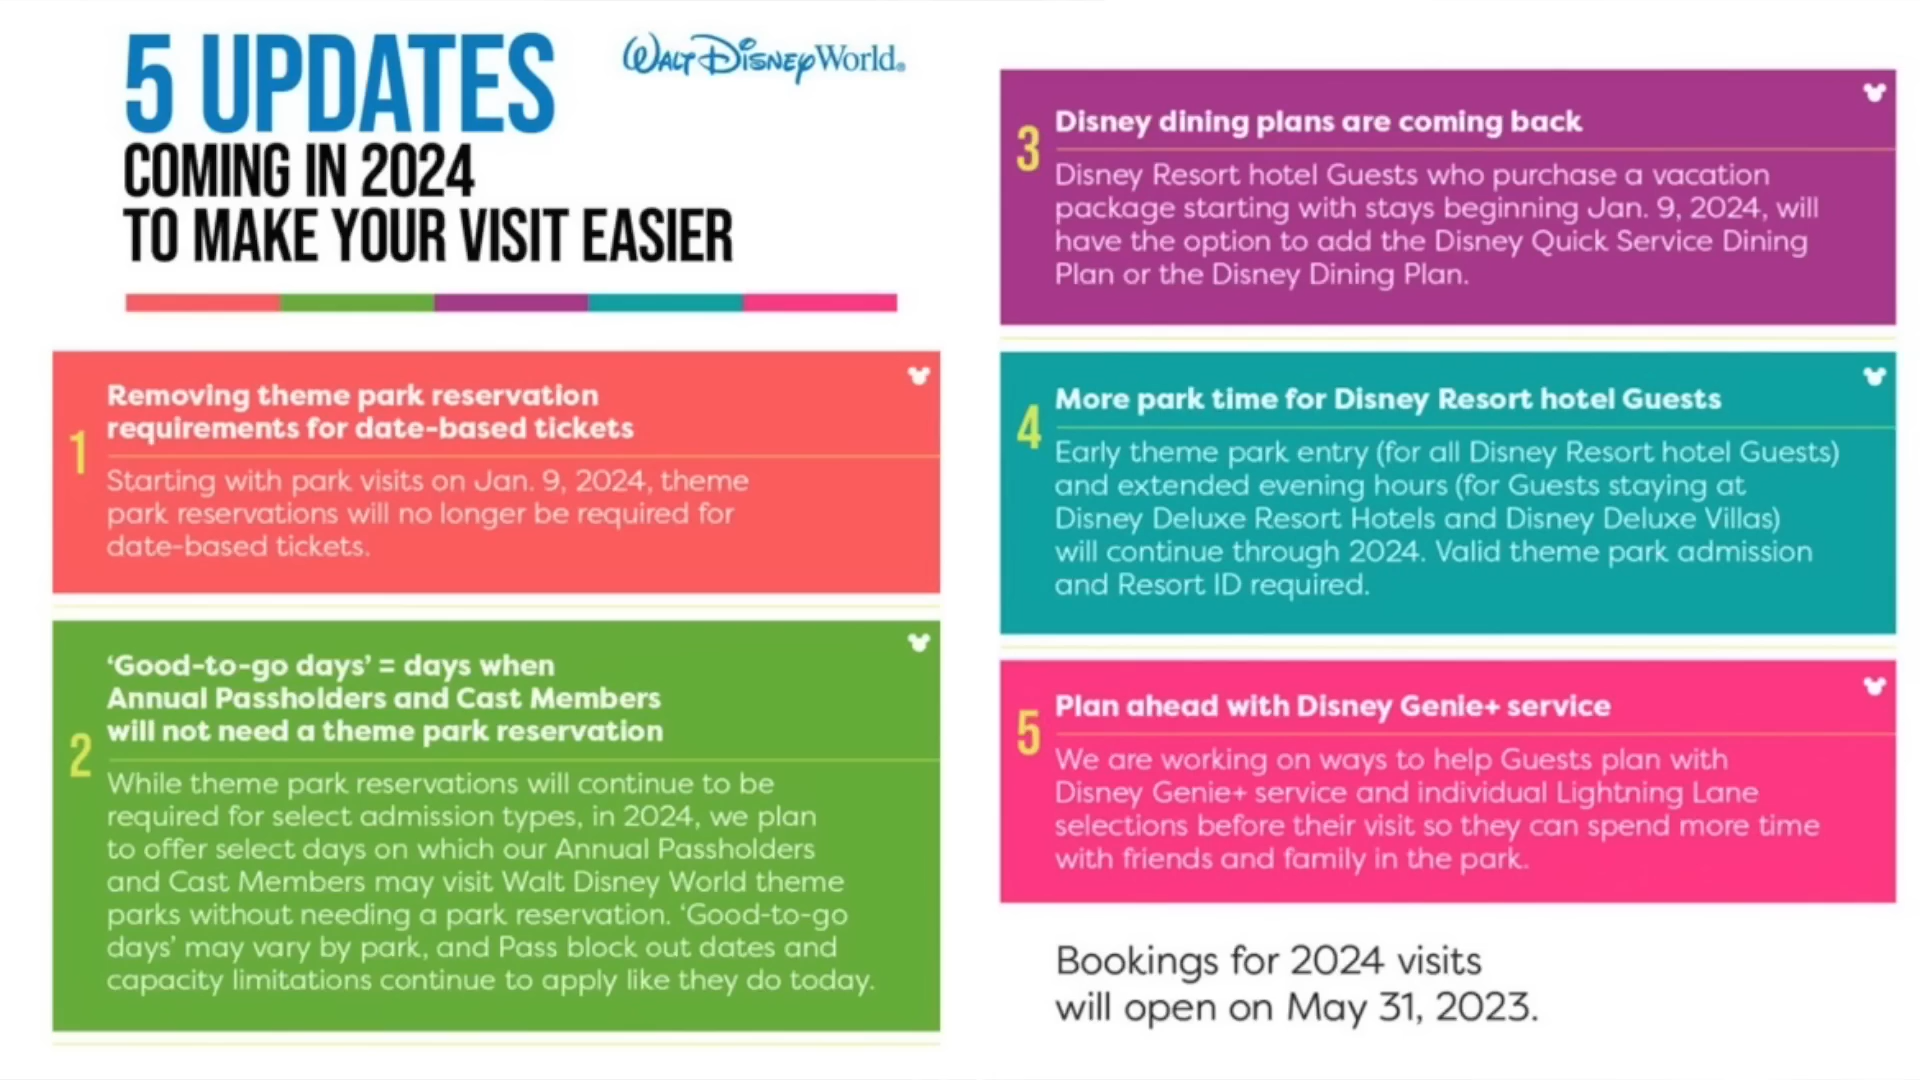 5 UPDATES
COMING IN 2024
TO MAKE YOUR VISIT EASIER
WALT DISNEY World®
1
Removing theme park reservation
requirements for date-based tickets
Starting with park visits on Jan. 9, 2024, theme
park reservations will no longer be required for
date-based tickets.
2
‘Good-to-go days’ = days when
Annual Passholders and Cast Members
will not need a theme park reservation
While theme park reservations will continue to be
required for select admission types, in 2024, we plan
to offer select days on which our Annual Passholders
and Cast Members may visit Walt Disney World theme
parks without needing a park reservation. ‘Good-to-go
days’ may vary by park, and Pass block out dates and
capacity limitations continue to apply like they do today.
3
Disney dining plans are coming back
Disney Resort hotel Guests who purchase a vacation
package starting with stays beginning Jan. 9, 2024, will
have the option to add the Disney Quick Service Dining
Plan or the Disney Dining Plan.
4
More park time for Disney Resort hotel Guests
Early theme park entry (for all Disney Resort hotel Guests)
and extended evening hours (for Guests staying at
Disney Deluxe Resort Hotels and Disney Deluxe Villas)
will continue through 2024. Valid theme park admission
and Resort ID required.
5
Plan ahead with Disney Genie+ service
We are working on ways to help Guests plan with
Disney Genie+ service and individual Lightning Lane
selections before their visit so they can spend more time
with friends and family in the park.
Bookings for 2024 visits
will open on May 31, 2023.